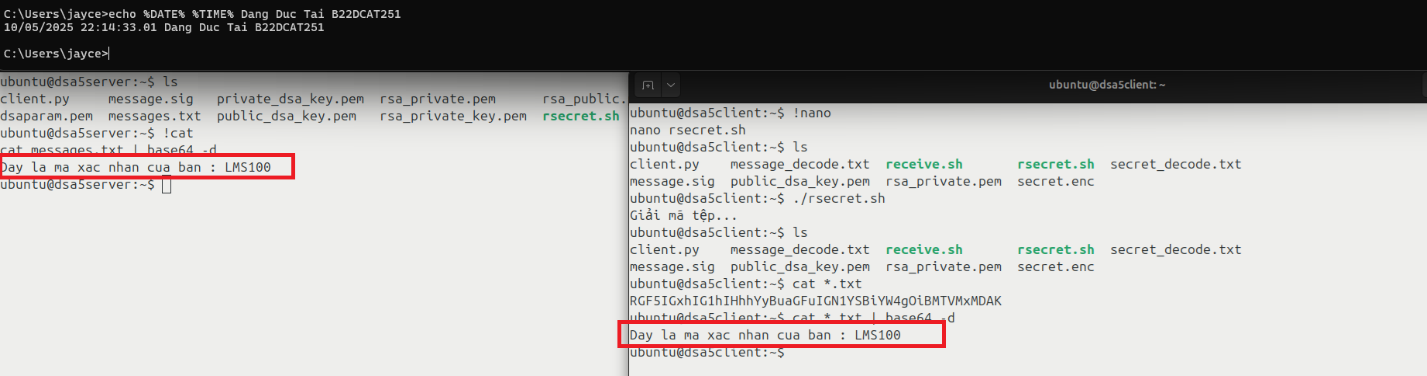 C:\Users\jayce>echo %DATE% %TIME% Dang Duc Tai B22DCAT251
10/05/2025 22:14:33.01 Dang Duc Tai B22DCAT251
C:\Users\jayce>
ubuntu@dsa5server:~$ ls
client.py message.sig private_dsa_key.pem rsa_private.pem rsa_public.
dsaparam.pem messages.txt public_dsa_key.pem rsa_private_key.pem rsecret.sh
ubuntu@dsa5server:~$ !cat
cat messages.txt | base64 -d
Day la ma xac nhan cua ban : LMS100
ubuntu@dsa5server:~$
ubuntu@dsa5client: ~
ubuntu@dsa5client:~$ !nano
nano rsecret.sh
ubuntu@dsa5client:~$ ls
client.py message_decode.txt receive.sh rsecret.sh secret_decode.txt
message.sig public_dsa_key.pem rsa_private.pem secret.enc
ubuntu@dsa5client:~$ ./rsecret.sh
Giải mã tệp...
ubuntu@dsa5client:~$ ls
client.py message_decode.txt receive.sh rsecret.sh secret_decode.txt
message.sig public_dsa_key.pem rsa_private.pem secret.enc
ubuntu@dsa5client:~$ cat *.txt
RGF5IGxhIG1hIHhhYyBuaGFuIGN1YSBiYW4gOiBMTVMxMDAK
ubuntu@dsa5client:~$ cat *.txt | base64 -d
Day la ma xac nhan cua ban : LMS100
ubuntu@dsa5client:~$